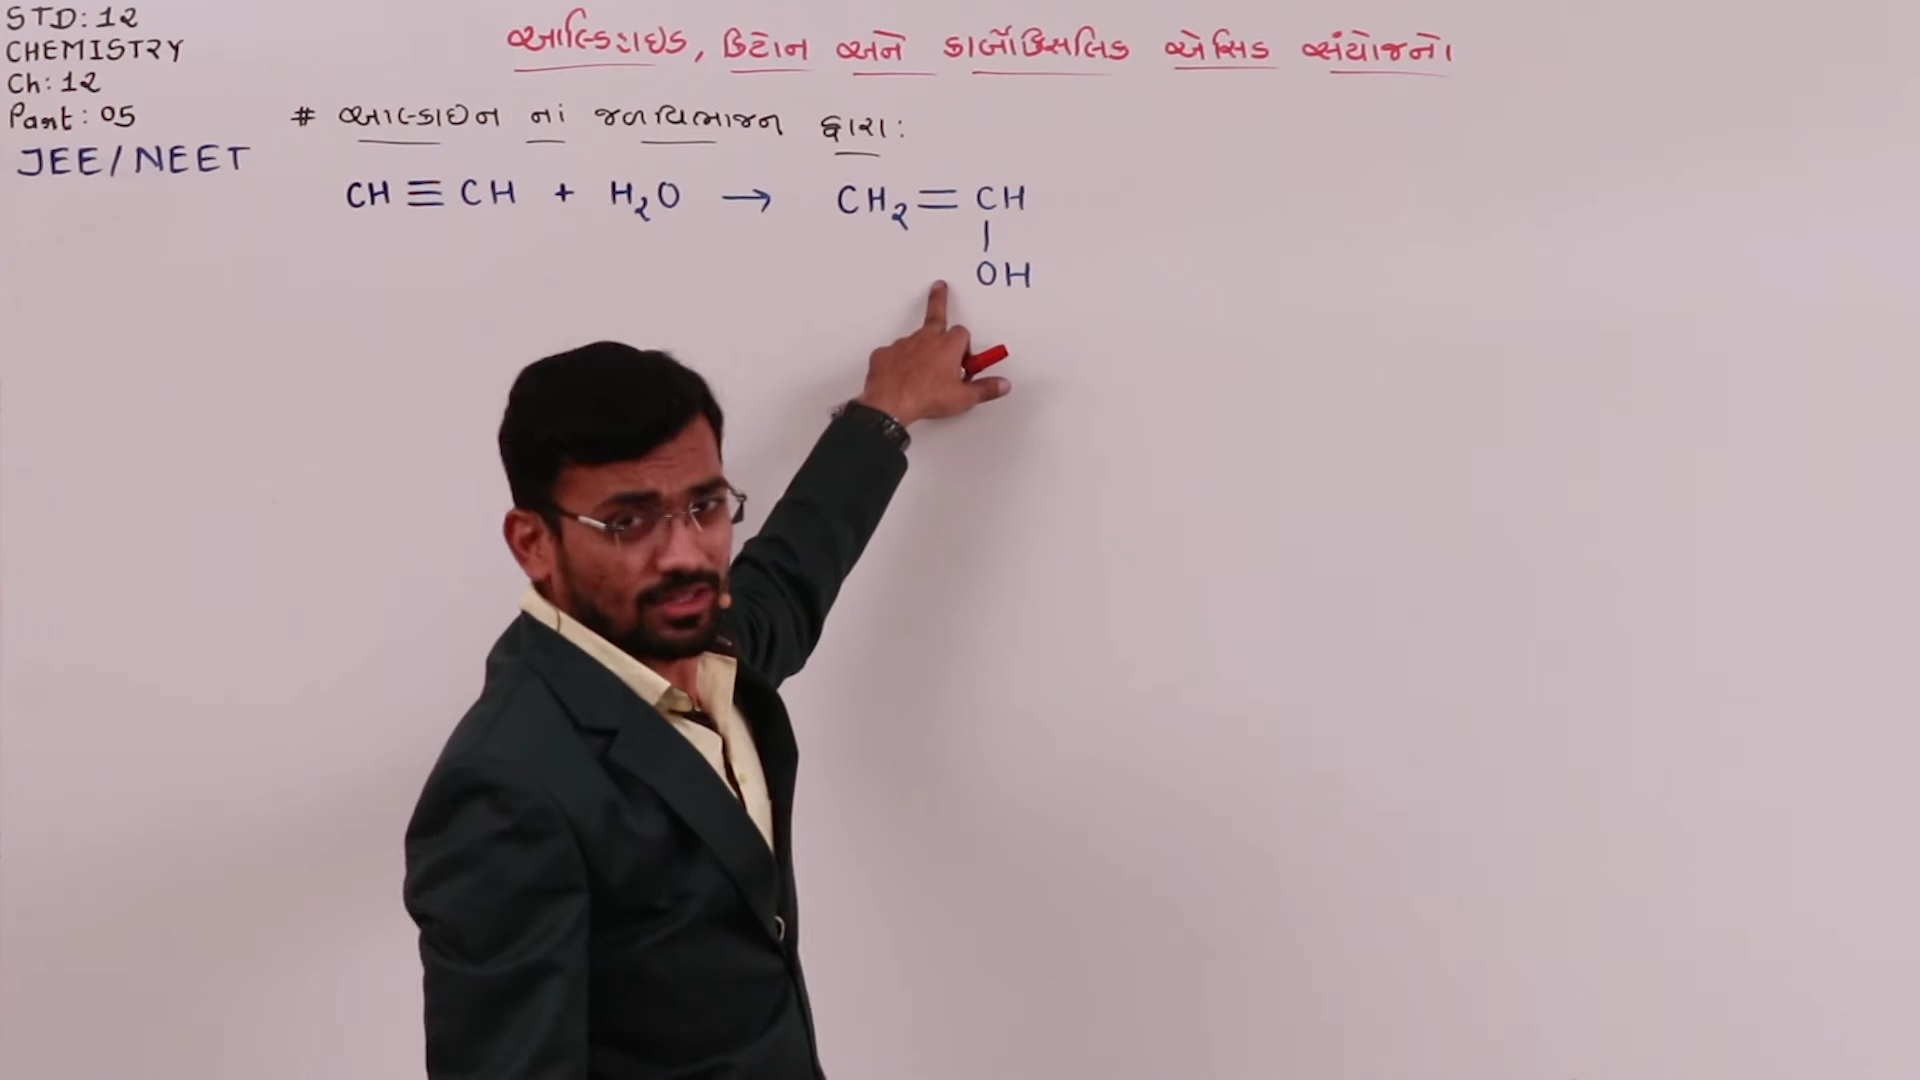 STD: 12
CHEMISTRY
Ch: 12
Part: 05
JEE/NEET
આલ્ડિહાઇડ, કિટોન અને કાર્બોક્સિલિક એસિડ સંયોજનો
# આલ્કાઇન નાં જળવિભાજન દ્વારા:
CH ≡ CH + H₂O → CH₂ = CH
|
OH